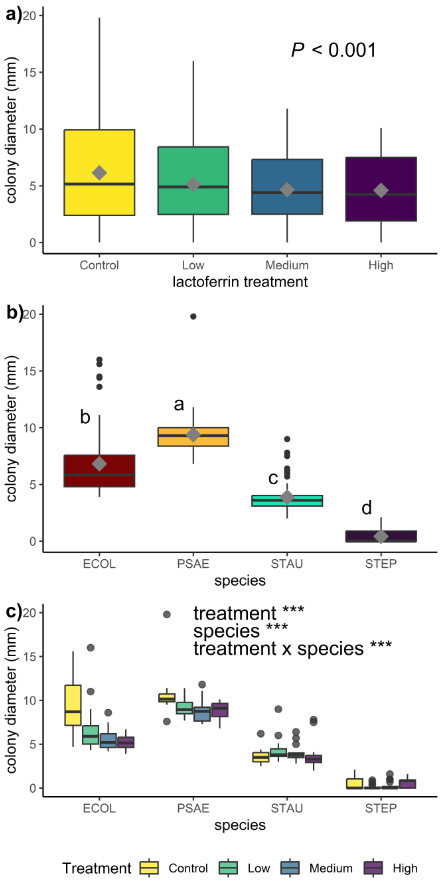 a)
colony diameter (mm)
20
15
10
5
0
P < 0.001
Control Low Medium High
lactoferrin treatment
b)
colony diameter (mm)
20
15
10
5
0
b
a
c
d
ECOL PSAE STAU STEP
species
c)
colony diameter (mm)
20
15
10
5
0
treatment ***
species ***
treatment x species ***
ECOL PSAE STAU STEP
species
Treatment Control Low Medium High